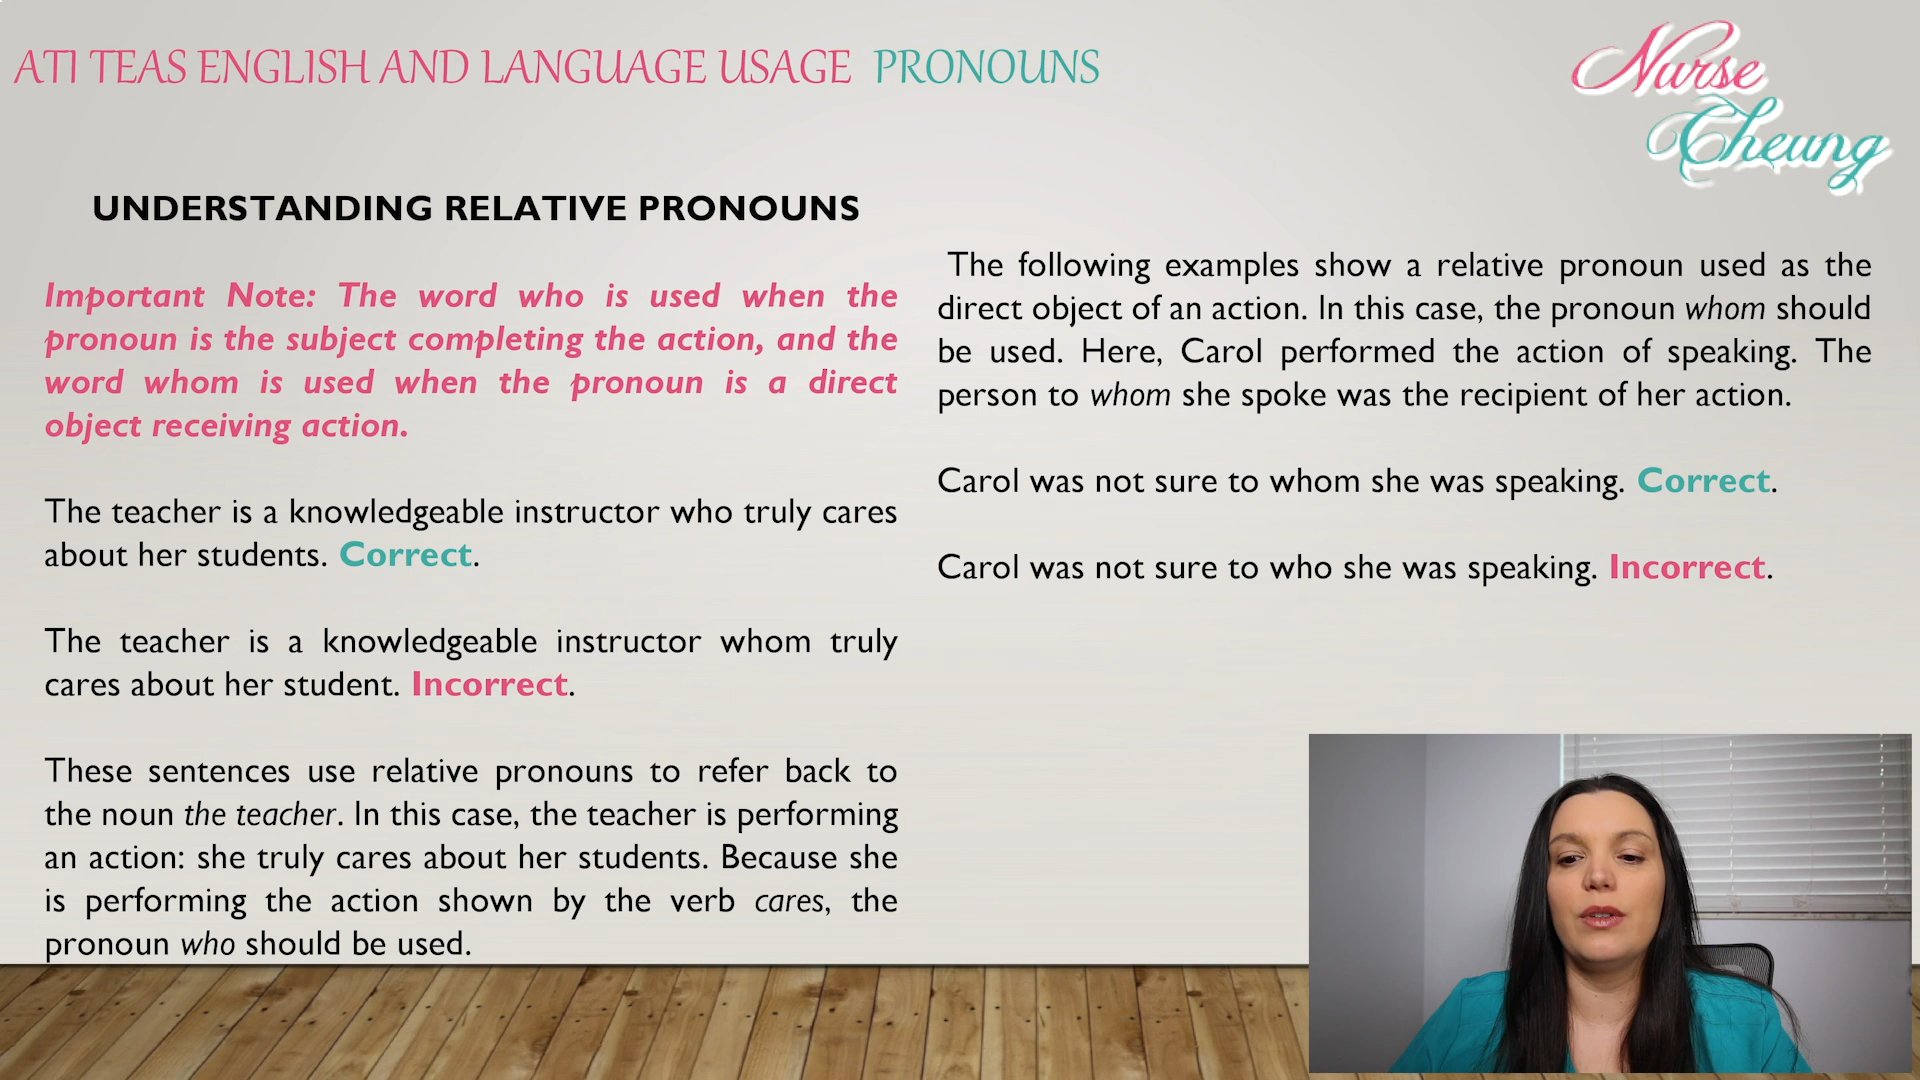 ATI TEAS ENGLISH AND LANGUAGE USAGE PRONOUNS
Nurse
Cheung
UNDERSTANDING RELATIVE PRONOUNS
Important Note: The word who is used when the
pronoun is the subject completing the action, and the
word whom is used when the pronoun is a direct
object receiving action.
The teacher is a knowledgeable instructor who truly cares
about her students. Correct.
The teacher is a knowledgeable instructor whom truly
cares about her student. Incorrect.
These sentences use relative pronouns to refer back to
the noun the teacher. In this case, the teacher is performing
an action: she truly cares about her students. Because she
is performing the action shown by the verb cares, the
pronoun who should be used.
The following examples show a relative pronoun used as the
direct object of an action. In this case, the pronoun whom should
be used. Here, Carol performed the action of speaking. The
person to whom she spoke was the recipient of her action.
Carol was not sure to whom she was speaking. Correct.
Carol was not sure to who she was speaking. Incorrect.